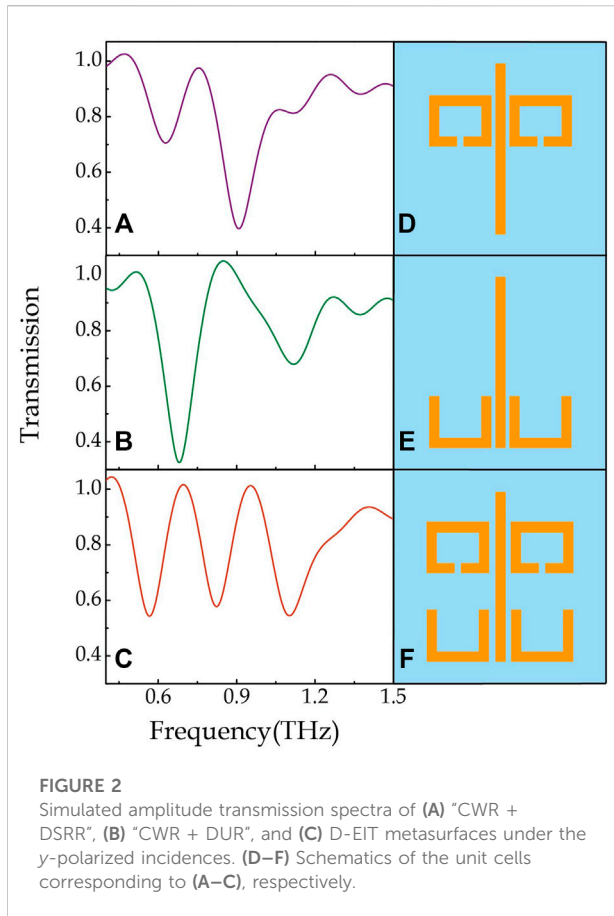 1.0
0.8
0.6
0.4
A
D
1.0
0.8
0.6
0.4
B
E
1.0
0.8
0.6
0.4
C
F
Transmission
0.6 0.9 1.2 1.5
Frequency(THz)
FIGURE 2
Simulated amplitude transmission spectra of (A) “CWR +
DSRR”, (B) “CWR + DUR”, and (C) D-EIT metasurfaces under the
y-polarized incidences. (D–F) Schematics of the unit cells
corresponding to (A–C), respectively.